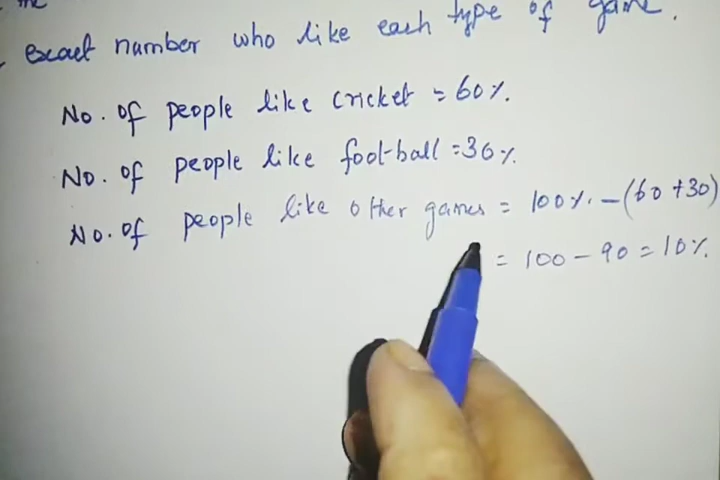 the
exact number who like each type of game.
No. of people like cricket = 60%.
No. of people like foot-ball = 30%.
No. of people like other games = 100% - (60 + 30)
= 100 - 90 = 10%.